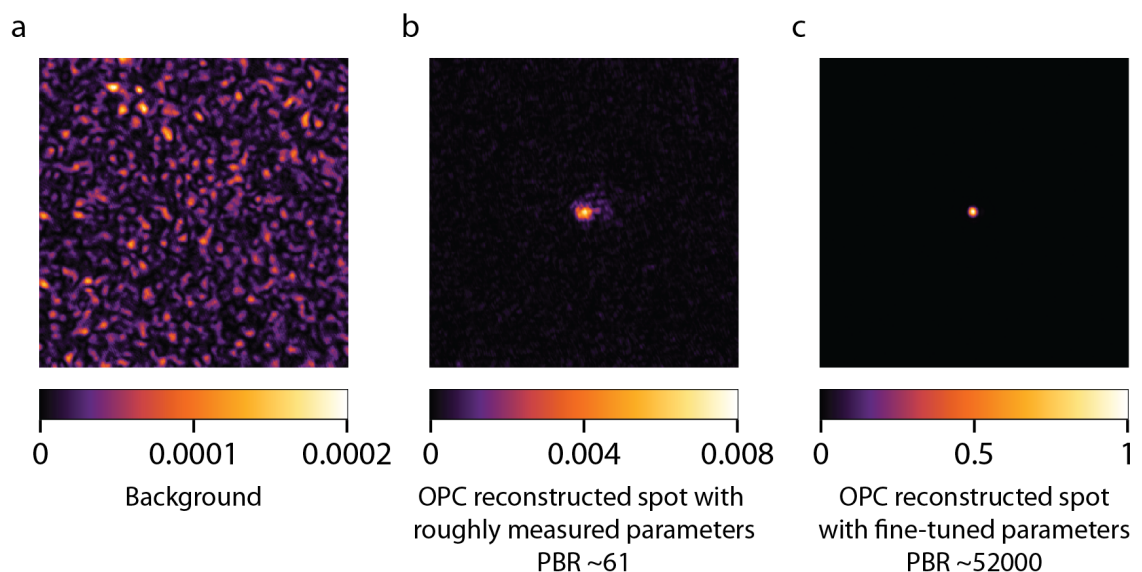 a
b
c
0 0.0001 0.0002
0 0.004 0.008
0 0.5 1
Background
OPC reconstructed spot with
roughly measured parameters
PBR ~61
OPC reconstructed spot
with fine-tuned parameters
PBR ~52000